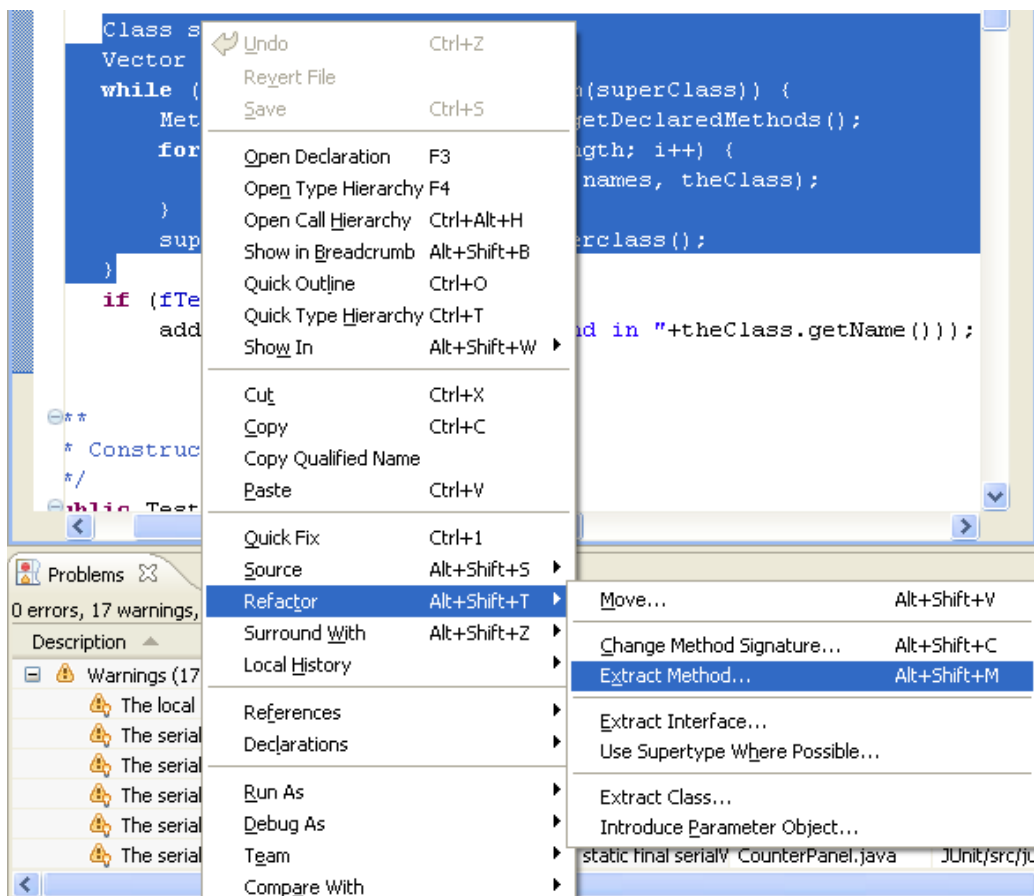 Class s
Vector
while (
n(superClass)) {
Met
getDeclaredMethods();
for
ngth; i++) {
names, theClass);
}
sup
erclass();
}
if (fTe
add
nd in "+theClass.getName()));
**
* Construc
*/
public Test
Undo Ctrl+Z
Revert File
Save Ctrl+S
Open Declaration F3
Open Type Hierarchy F4
Open Call Hierarchy Ctrl+Alt+H
Show in Breadcrumb Alt+Shift+B
Quick Outline Ctrl+O
Quick Type Hierarchy Ctrl+T
Show In Alt+Shift+W
Cut Ctrl+X
Copy Ctrl+C
Copy Qualified Name
Paste Ctrl+V
Quick Fix Ctrl+1
Source Alt+Shift+S
Refactor Alt+Shift+T
Surround With Alt+Shift+Z
Local History
References
Declarations
Run As
Debug As
Team
Compare With
Move... Alt+Shift+V
Change Method Signature... Alt+Shift+C
Extract Method... Alt+Shift+M
Extract Interface...
Use Supertype Where Possible...
Extract Class...
Introduce Parameter Object...
Problems
0 errors, 17 warnings,
Description
Warnings (17
The local
The serial
The serial
The serial
The serial
The serial
static final serialV CounterPanel.java JUnit/src/ju